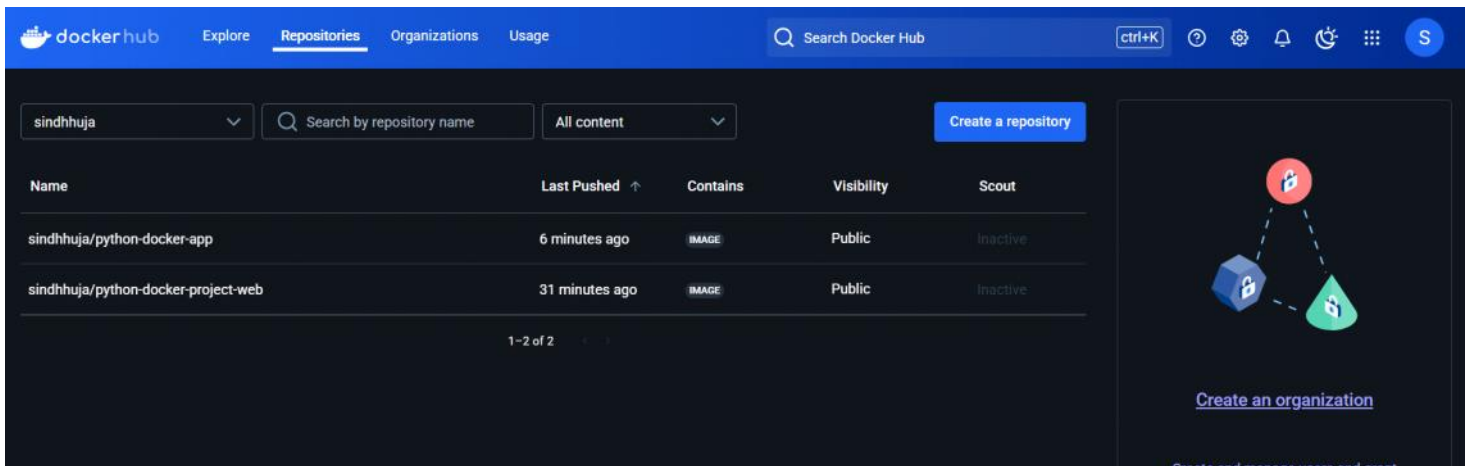 dockerhub Explore Repositories Organizations Usage Search Docker Hub ctrl+K S
sindhhuja Search by repository name All content Create a repository
Name Last Pushed Contains Visibility Scout
sindhhuja/python-docker-app 6 minutes ago IMAGE Public Inactive
sindhhuja/python-docker-project-web 31 minutes ago IMAGE Public Inactive
1–2 of 2
Create an organization